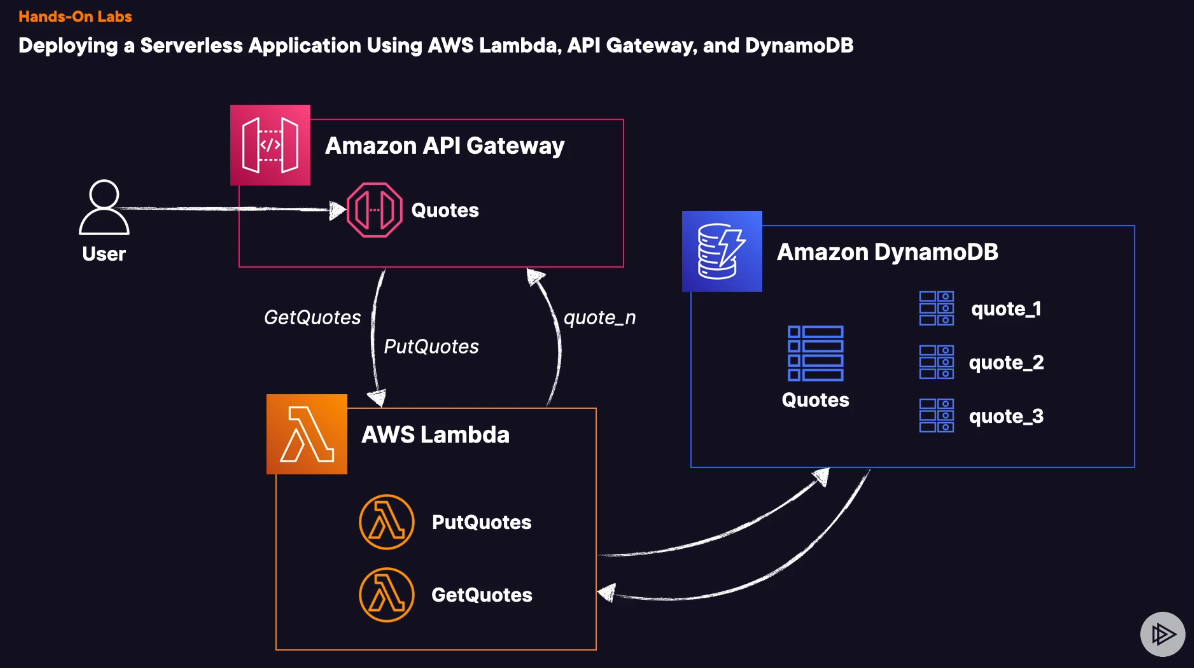 Hands-On Labs
Deploying a Serverless Application Using AWS Lambda, API Gateway, and DynamoDB
Amazon API Gateway
Quotes
User
GetQuotes
PutQuotes
quote_n
Amazon DynamoDB
quote_1
quote_2
quote_3
Quotes
AWS Lambda
PutQuotes
GetQuotes